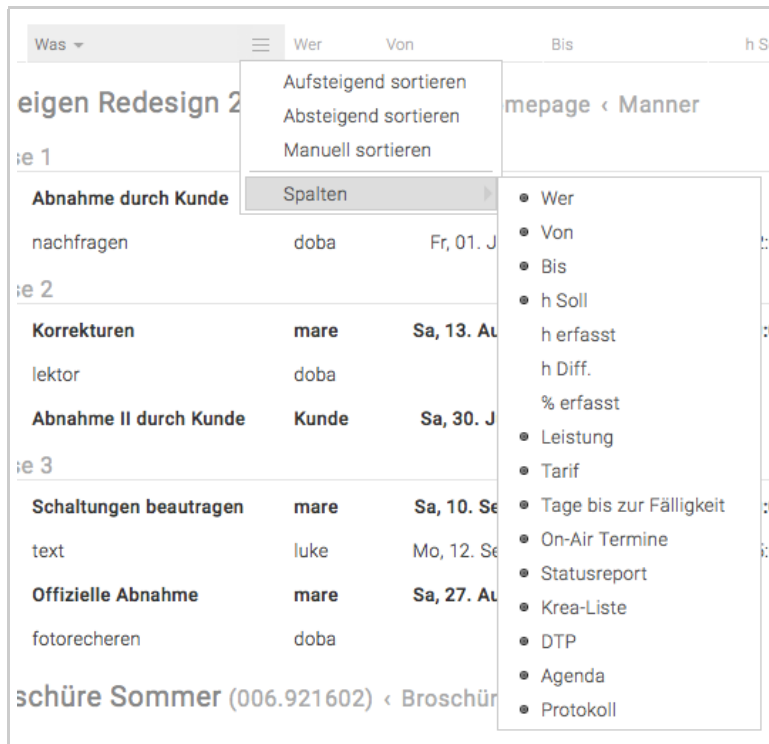 Was Wer Von Bis h S
Aufsteigend sortieren
eigen Redesign 2 mepage ‹ Manner
Absteigend sortieren
Manuell sortieren
se 1
Spalten
Abnahme durch Kunde
Wer
Von
nachfragen doba Fr, 01. J
Bis
se 2
h Soll
Korrekturen mare Sa, 13. Au
h erfasst
lektor doba
h Diff.
% erfasst
Abnahme II durch Kunde Kunde Sa, 30. J
Leistung
se 3
Tarif
Schaltungen beautragen mare Sa, 10. Se
Tage bis zur Fälligkeit
On-Air Termine
text luke Mo, 12. Se
Statusreport
Offizielle Abnahme mare Sa, 27. Au
Krea-Liste
fotorecheren doba
DTP
Agenda
schüre Sommer (006.921602) ‹ Broschür
Protokoll